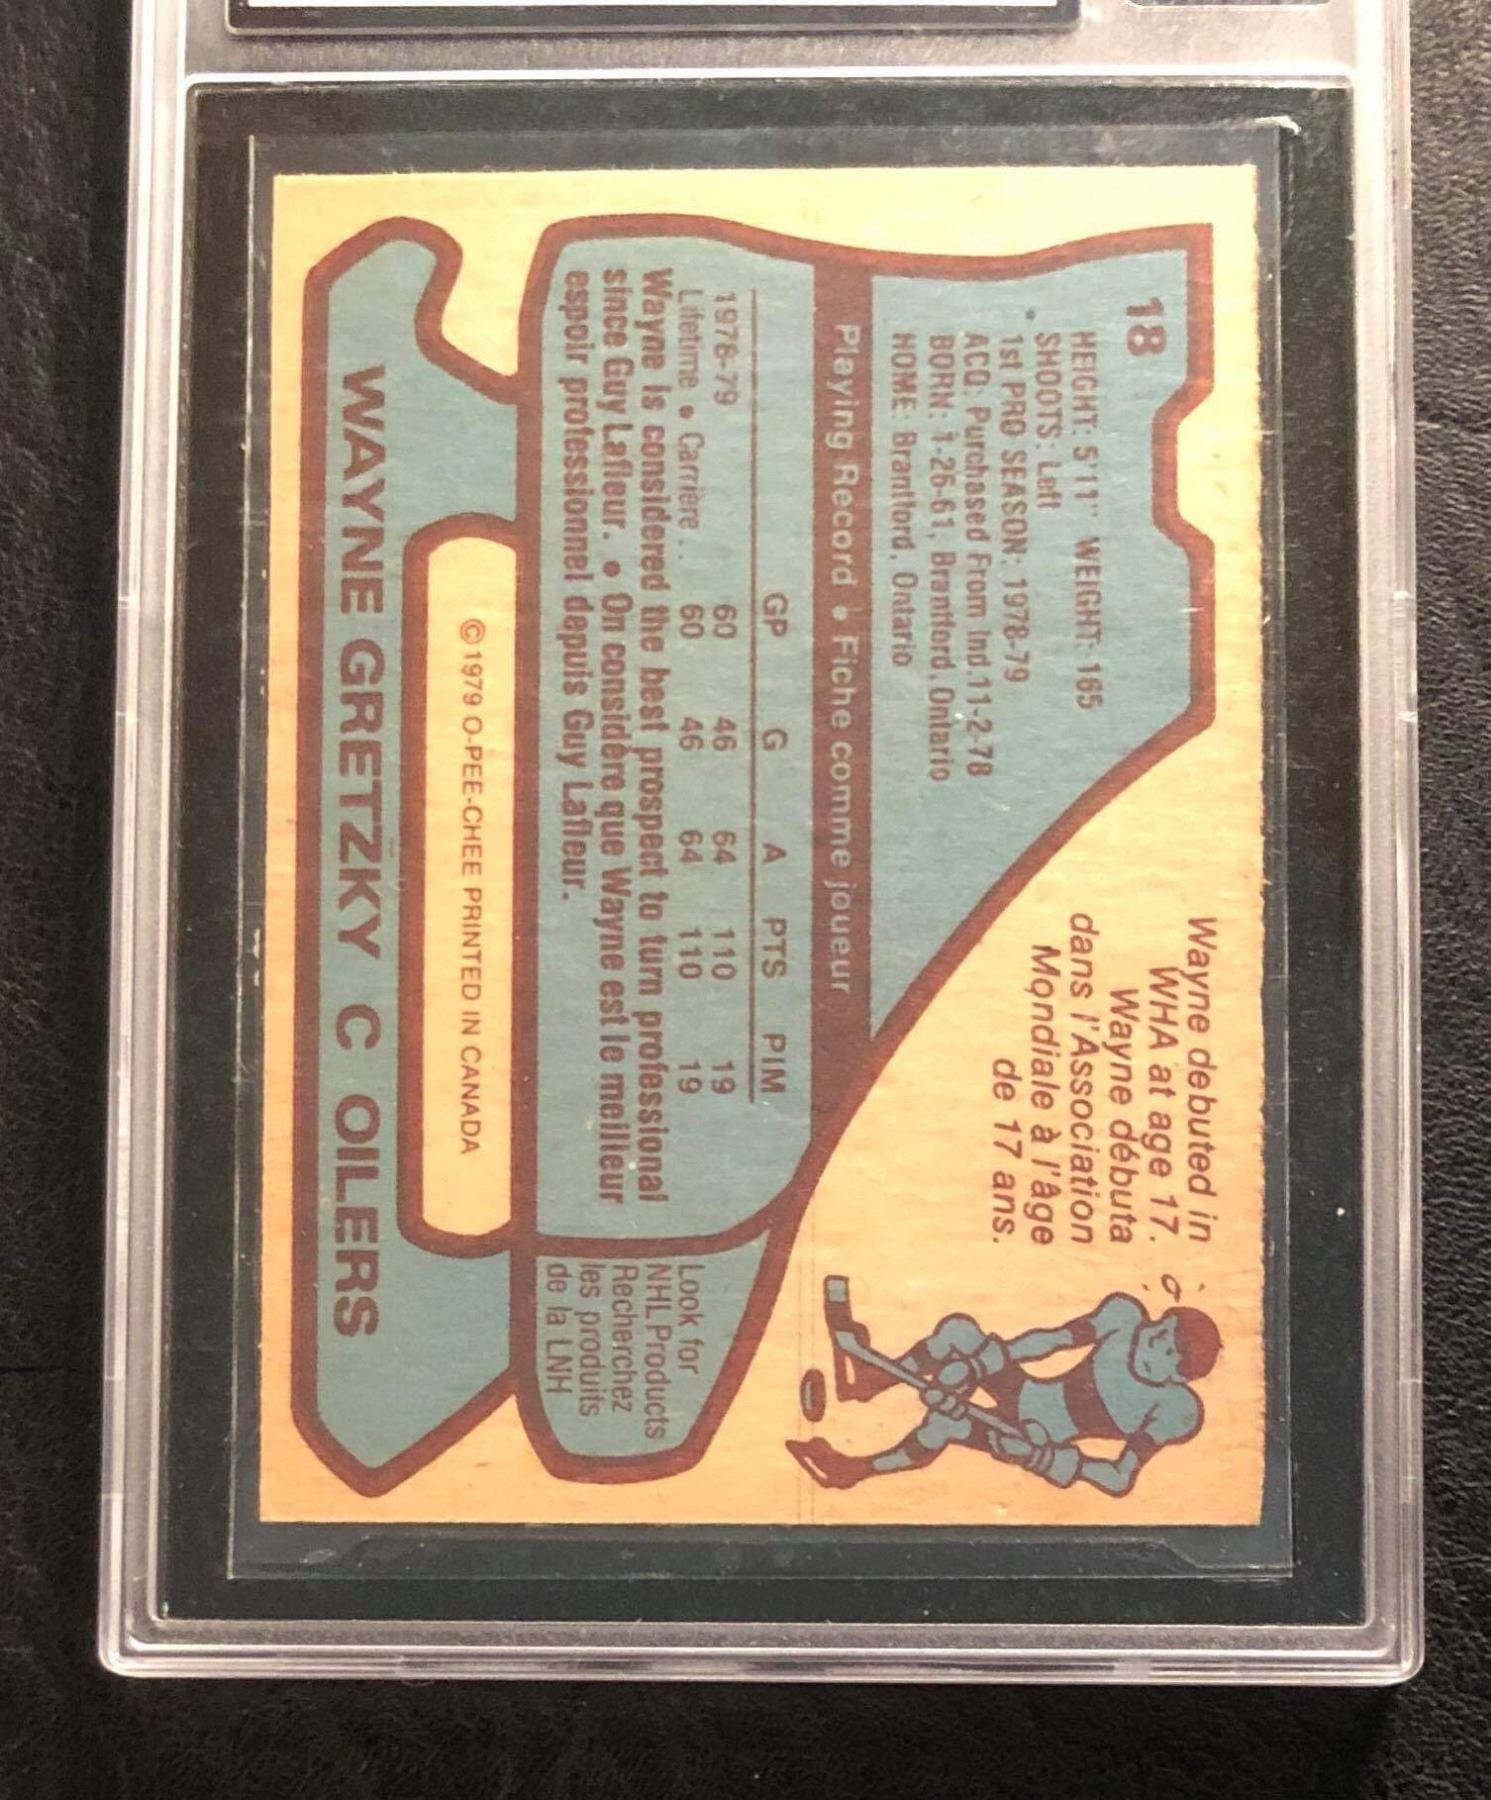 18
HEIGHT: 5'11" WEIGHT: 165
SHOOTS: Left
1st PRO SEASON: 1978-79
ACQ: Purchased From Ind.11-2-78
BORN: 1-26-61, Brantford, Ontario
HOME: Brantford, Ontario
Wayne debuted in
WHA at age 17.
Wayne débuta
dans l'Association
Mondiale à l'âge
de 17 ans.
Playing Record • Fiche comme joueur
GP G A PTS PIM
1978-79 60 46 64 110 19
Lifetime • Carrière . . 60 46 64 110 19
Wayne is considered the best prospect to turn professional
since Guy Lafleur. • On considère que Wayne est le meilleur
espoir professionnel depuis Guy Lafleur.
Look for
NHL Products
Recherchez
les produits
de la LNH
©1979 O-PEE-CHEE PRINTED IN CANADA
WAYNE GRETZKY C OILERS